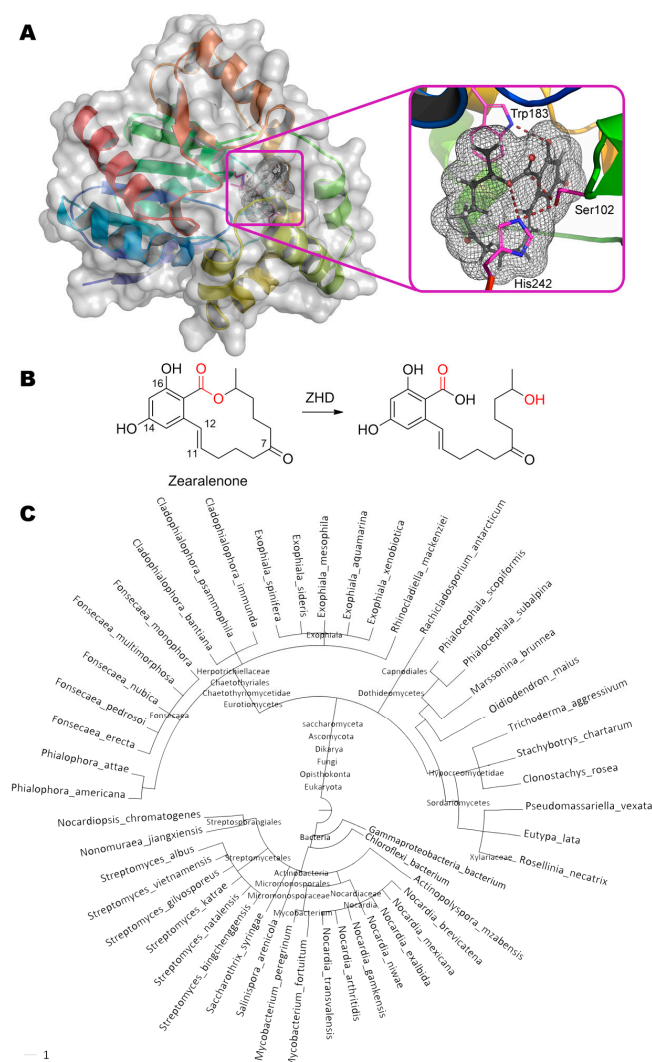 A
Trp183
Ser102
His242
B
OH
16
O
O
HO
14
12
11
7
O
Zearalenone
ZHD
OH
O
OH
HO
OH
O
C
Cladophialophora_immunda
Cladophialophora_psammophila
Cladophialophora_bantiana
Fonsecaea_monophora
Fonsecaea_multimorphosa
Fonsecaea_nubica
Fonsecaea_pedrosoi
Fonsecaea_erecta
Phialophora_attae
Phialophora_americana
Exophiala_spinifera
Exophiala_sideris
Exophiala_mesophila
Exophiala_aquamarina
Exophiala_xenobiotica
Rhinocladiella_mackenziei
Rachicladosporium_antarcticum
Phialocephala_scopiformis
Phialocephala_subalpina
Marssonina_brunnea
Oidiodendron_maius
Trichoderma_aggressivum
Stachybotrys_chartarum
Clonostachys_rosea
Pseudomassariella_vexata
Eutypa_lata
Rosellinia_necatrix
Exophiala
Herpotrichiellaceae
Chaetothyriales
Chaetothyriomycetidae
Eurotiomycetes
Fonsecaea
Capnodiales
Dothideomycetes
Hypocreomycetidae
Sordariomycetes
Xylariaceae
saccharomyceta
Ascomycota
Dikarya
Fungi
Opisthokonta
Eukaryota
Bacteria
Streptosporangiales
Streptomycetales
Actinobacteria
Micromonosporales
Micromonosporaceae
Mycobacterium
Nocardiaceae
Nocardia
Nocardiopsis_chromatogenes
Nonomuraea_jiangxiensis
Streptomyces_albus
Streptomyces_vietnamensis
Streptomyces_gilvosporeus
Streptomyces_katrae
Streptomyces_natalensis
Streptomyces_bingchenggensis
Saccharothrix_syringae
Salinispora_arenicola
Mycobacterium_peregrinum
Mycobacterium_fortuitum
Nocardia_transvalensis
Nocardia_arthritidis
Nocardia_gamkensis
Nocardia_niwae
Nocardia_exalbida
Nocardia_mexicana
Nocardia_brevicatena
Actinopolyspora_mzabensis
Chloroflexi_bacterium
Gammaproteobacteria_bacterium
1